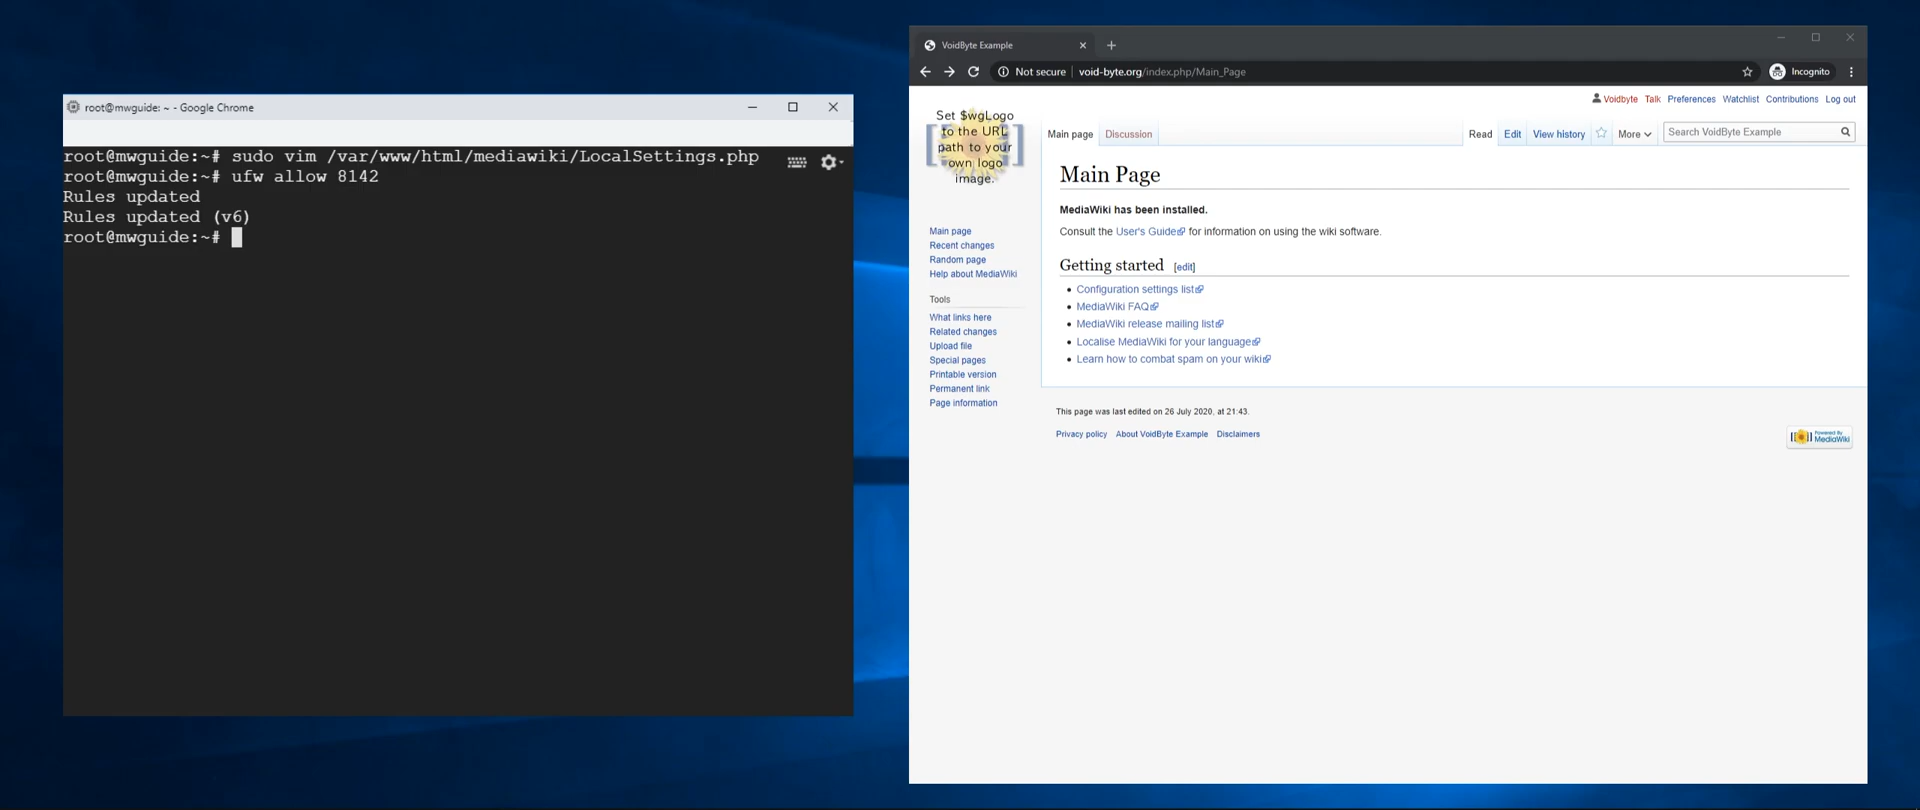 root@mwguide: ~ - Google Chrome
root@mwguide:~# sudo vim /var/www/html/mediawiki/LocalSettings.php
root@mwguide:~# ufw allow 8142
Rules updated
Rules updated (v6)
root@mwguide:~#
VoidByte Example
Not secure | void-byte.org/index.php/Main_Page
Incognito
Voidbyte Talk Preferences Watchlist Contributions Log out
Set $wgLogo
to the URL
path to your
own logo
image.
Main page Discussion
Read Edit View history More Search VoidByte Example
Main Page
MediaWiki has been installed.
Consult the User's Guide for information on using the wiki software.
Getting started [edit]
• Configuration settings list
• MediaWiki FAQ
• MediaWiki release mailing list
• Localise MediaWiki for your language
• Learn how to combat spam on your wiki
Main page
Recent changes
Random page
Help about MediaWiki
Tools
What links here
Related changes
Upload file
Special pages
Printable version
Permanent link
Page information
This page was last edited on 26 July 2020, at 21:43.
Privacy policy About VoidByte Example Disclaimers
Powered By
MediaWiki